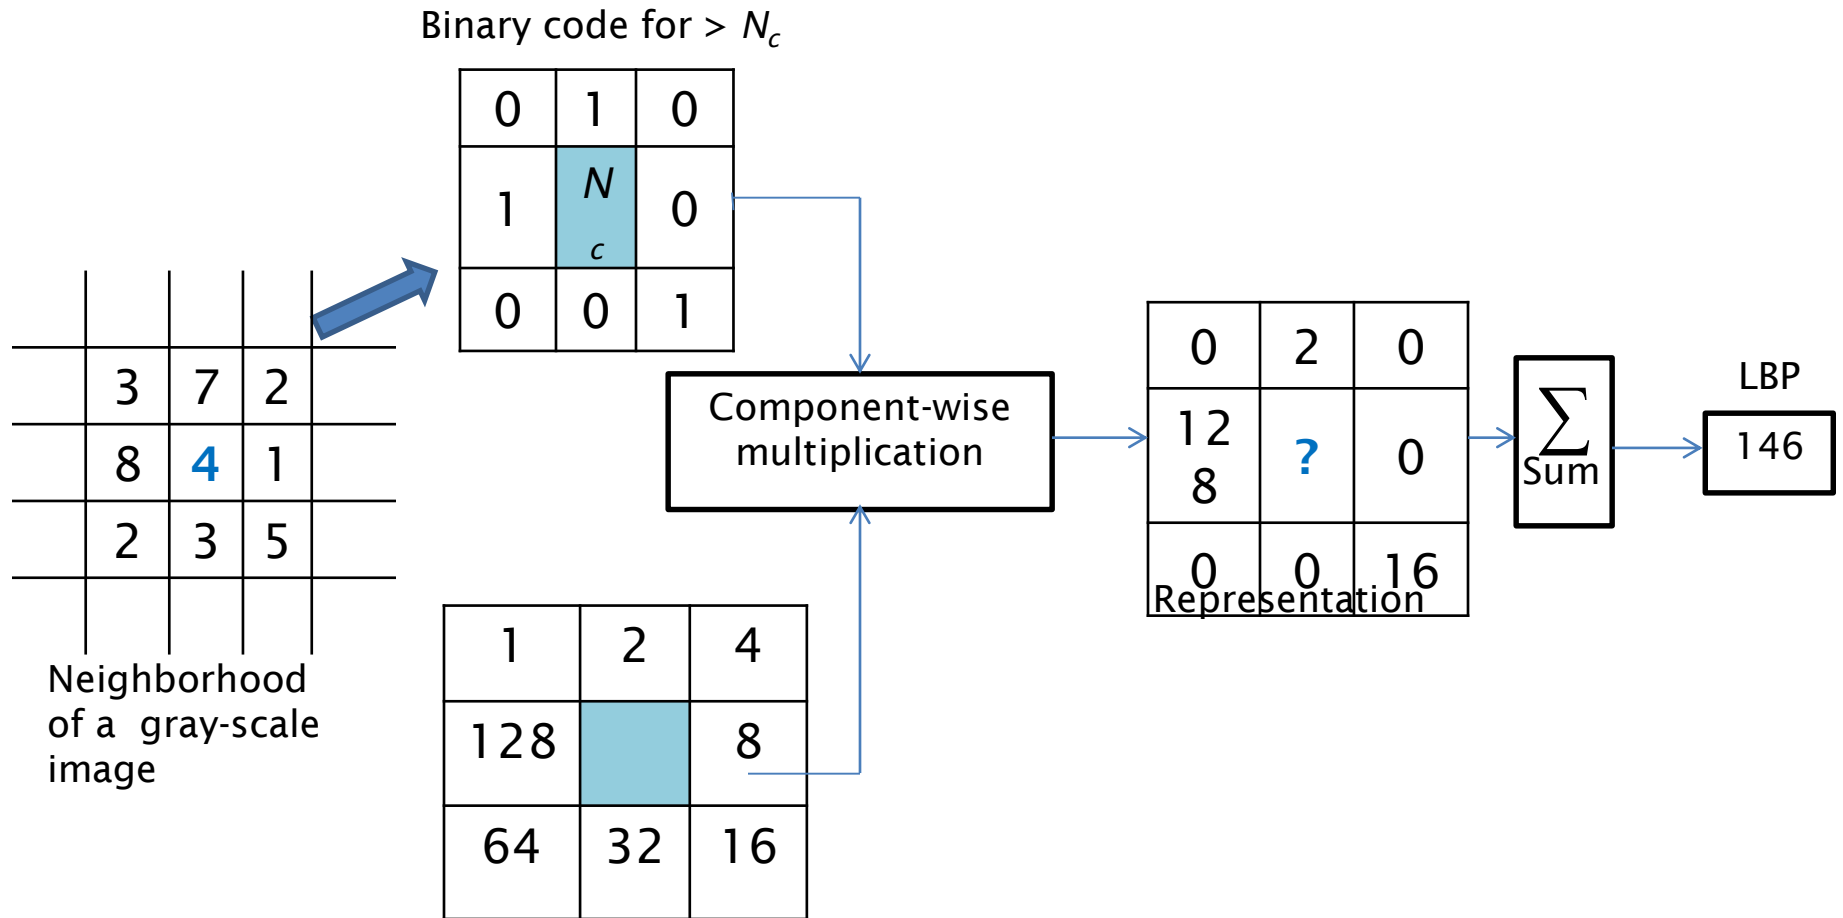 Binary code for > Nc
0 1 0
1 N c 0
0 0 1
3 7 2
8 4 1
2 3 5
Neighborhood
of a gray-scale
image
1 2 4
128 8
64 32 16
Component-wise
multiplication
0 2 0
12
8 ? 0
0 0 16
Representation
∑
Sum
LBP
146